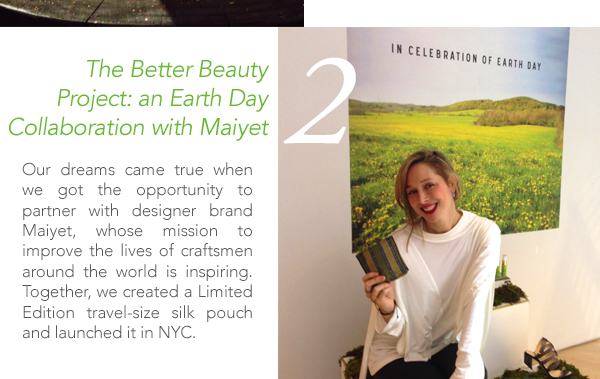 The Better Beauty
Project: an Earth Day
Collaboration with Maiyet
Our dreams came true when
we got the opportunity to
partner with designer brand
Maiyet, whose mission to
improve the lives of craftsmen
around the world is inspiring.
Together, we created a Limited
Edition travel-size silk pouch
and launched it in NYC.
2
IN CELEBRATION OF EARTH DAY